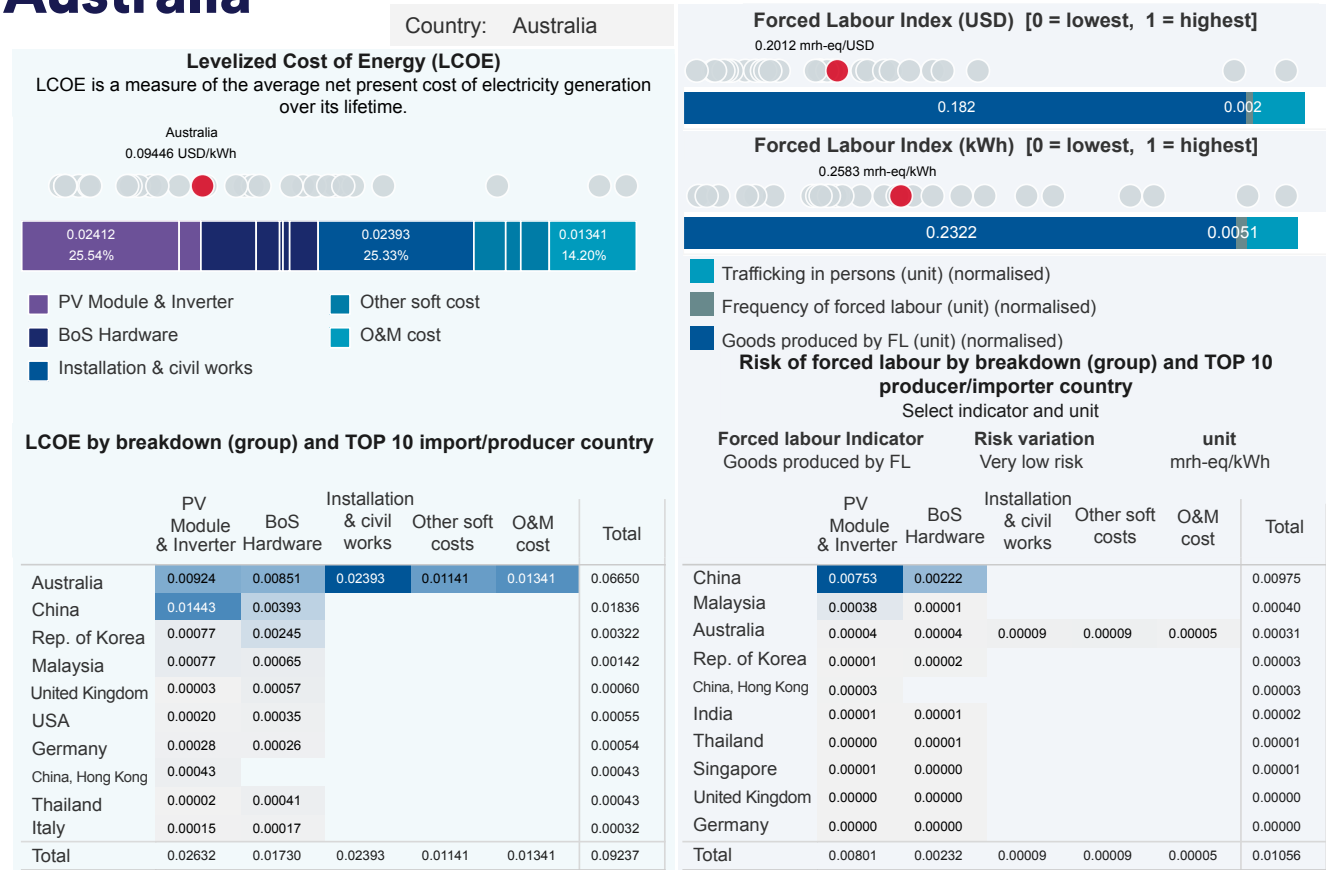 Australia
Country: Australia
Levelized Cost of Energy (LCOE)
LCOE is a measure of the average net present cost of electricity generation
over its lifetime.
Australia
0.09446 USD/kWh
0.02412
25.54%
0.02393
25.33%
0.01341
14.20%
PV Module & Inverter
Other soft cost
BoS Hardware
O&M cost
Installation & civil works
LCOE by breakdown (group) and TOP 10 import/producer country
PV Module & Inverter BoS Hardware Installation & civil works Other soft costs O&M cost Total
Australia 0.00924 0.00851 0.02393 0.01141 0.01341 0.06650
China 0.01443 0.00393 0.01836
Rep. of Korea 0.00077 0.00245 0.00322
Malaysia 0.00077 0.00065 0.00142
United Kingdom 0.00003 0.00057 0.00060
USA 0.00020 0.00035 0.00055
Germany 0.00028 0.00026 0.00054
China, Hong Kong 0.00043 0.00043
Thailand 0.00002 0.00041 0.00043
Italy 0.00015 0.00017 0.00032
Total 0.02632 0.01730 0.02393 0.01141 0.01341 0.09237
Forced Labour Index (USD) [0 = lowest, 1 = highest]
0.2012 mrh-eq/USD
0.182 0.002
Forced Labour Index (kWh) [0 = lowest, 1 = highest]
0.2583 mrh-eq/kWh
0.2322 0.0051
Trafficking in persons (unit) (normalised)
Frequency of forced labour (unit) (normalised)
Goods produced by FL (unit) (normalised)
Risk of forced labour by breakdown (group) and TOP 10
producer/importer country
Select indicator and unit
Forced labour Indicator Risk variation unit
Goods produced by FL Very low risk mrh-eq/kWh
PV Module & Inverter BoS Hardware Installation & civil works Other soft costs O&M cost Total
China 0.00753 0.00222 0.00975
Malaysia 0.00038 0.00001 0.00040
Australia 0.00004 0.00004 0.00009 0.00009 0.00005 0.00031
Rep. of Korea 0.00001 0.00002 0.00003
China, Hong Kong 0.00003 0.00003
India 0.00001 0.00001 0.00002
Thailand 0.00000 0.00001 0.00001
Singapore 0.00001 0.00000 0.00001
United Kingdom 0.00000 0.00000 0.00000
Germany 0.00000 0.00000 0.00000
Total 0.00801 0.00232 0.00009 0.00009 0.00005 0.01056